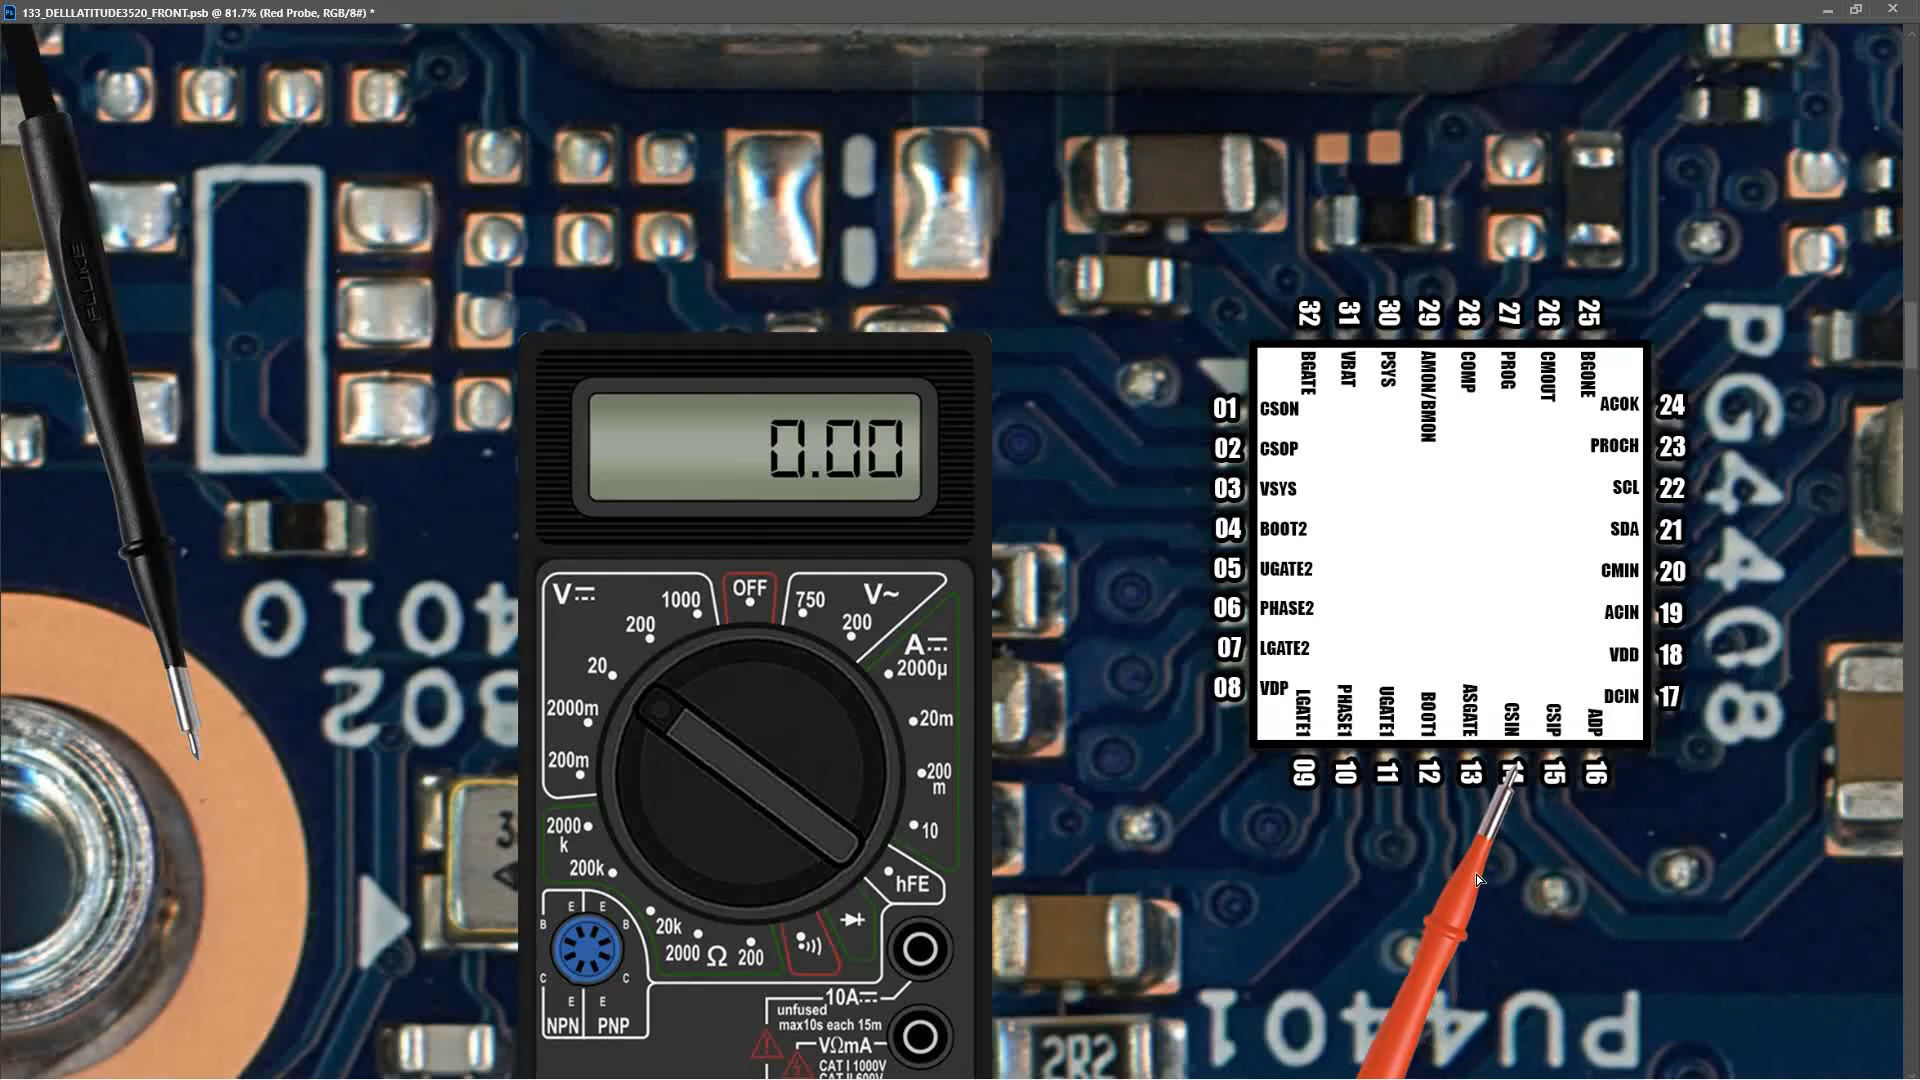 133_DELLLATITUDE3520_FRONT.psb @ 81.7% (Red Probe, RGB/8#) *
FLUKE
0.00
V
1000
OFF
750
V~
200
200
A
2000µ
20
20m
2000m
200m
200
m
10
2000
k
200k
hFE
20k
2000
Ω
200
10A
unfused
max10s each 15m
VΩmA
CAT I 1000V
E E
B B
C C
E E
NPN PNP
32 31 30 29 28 27 26 25
BGATE VBAT PSYS AMON/BMON COMP PROG CMOUT BGONE
01 CSON
02 CSOP
03 VSYS
04 BOOT2
05 UGATE2
06 PHASE2
07 LGATE2
08 VDP
ACOK 24
PROCH 23
SCL 22
SDA 21
CMIN 20
ACIN 19
VDD 18
DCIN 17
LGATE1 PHASE1 UGATE1 BOOT1 ASGATE CSIN CSIP ADP
09 10 11 12 13 14 15 16
PG4408
PU4401
4010
302
2R2